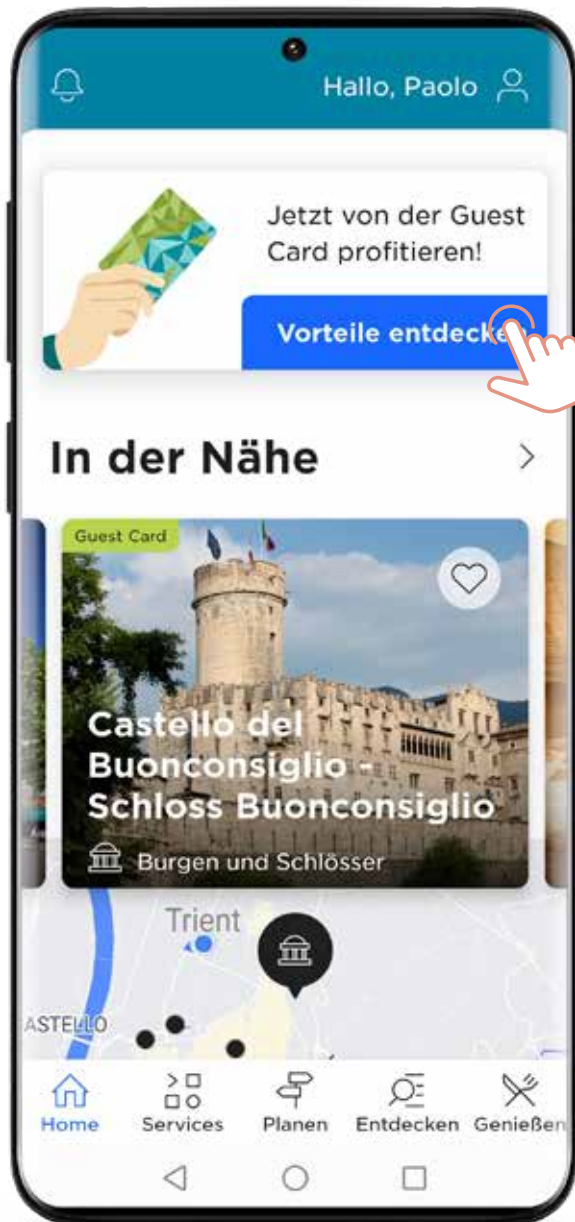 Hallo, Paolo
Jetzt von der Guest
Card profitieren!
Vorteile entdecken
In der Nähe
Guest Card
Castello del
Buonconsiglio -
Schloss Buonconsiglio
Burgen und Schlösser
Trient
ASTELLO
Home
Services
Planen
Entdecken
Genießen